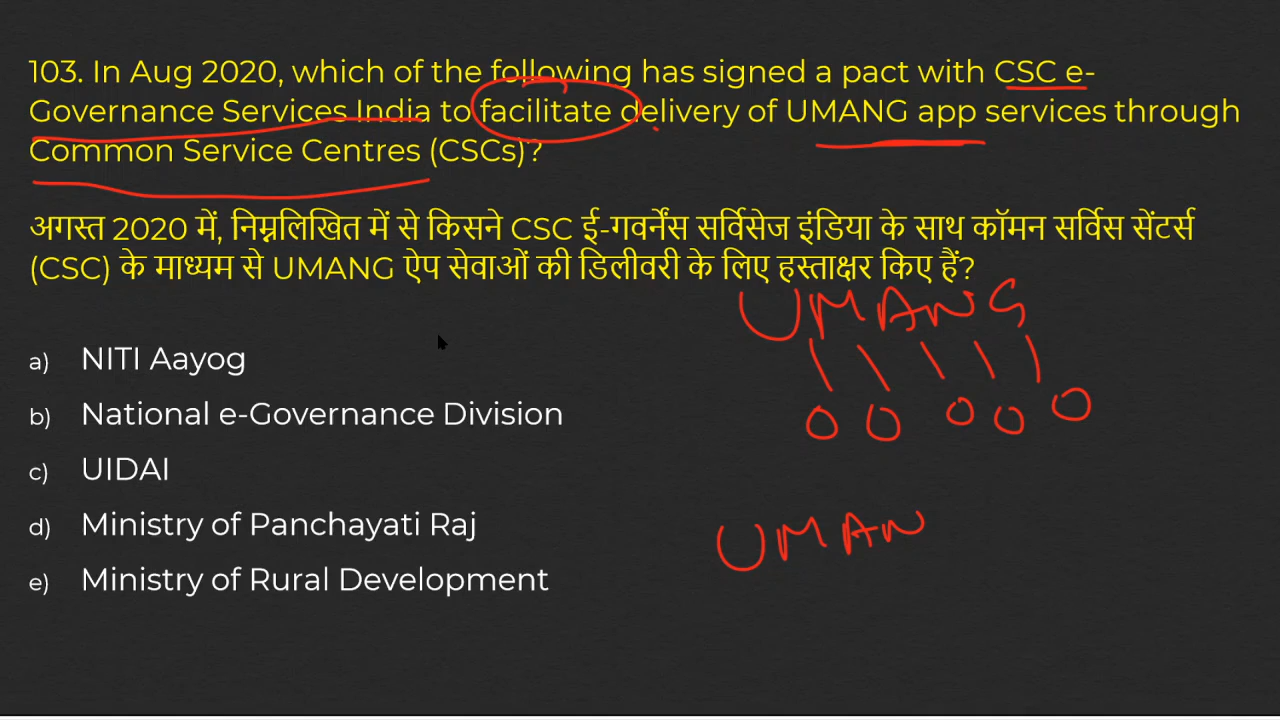 103. In Aug 2020, which of the following has signed a pact with CSC e-
Governance Services India to facilitate delivery of UMANG app services through
Common Service Centres (CSCs)?
अगस्त 2020 में, निम्नलिखित में से किसने CSC ई-गवर्नेंस सर्विसेज इंडिया के साथ कॉमन सर्विस सेंटर्स
(CSC) के माध्यम से UMANG ऐप सेवाओं की डिलीवरी के लिए हस्ताक्षर किए हैं?
UMANG
a) NITI Aayog
O O O O O
b) National e-Governance Division
c) UIDAI
d) Ministry of Panchayati Raj
UMAN
e) Ministry of Rural Development